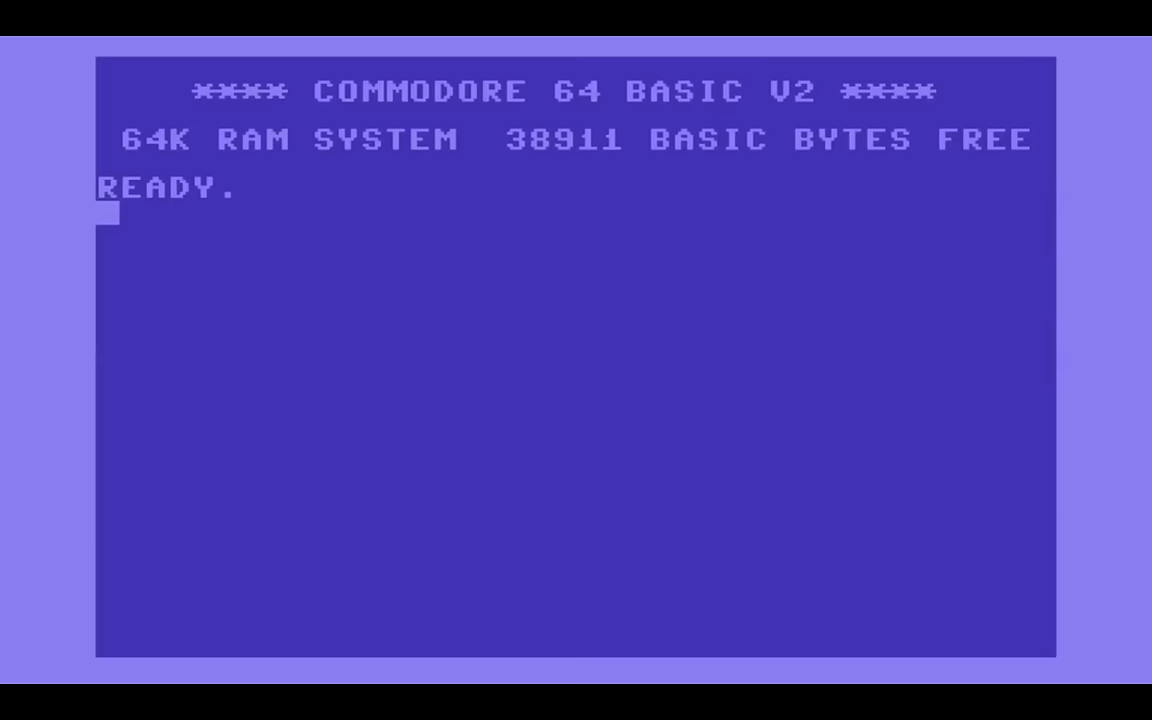 **** COMMODORE 64 BASIC V2 ****
64K RAM SYSTEM  38911 BASIC BYTES FREE
READY.